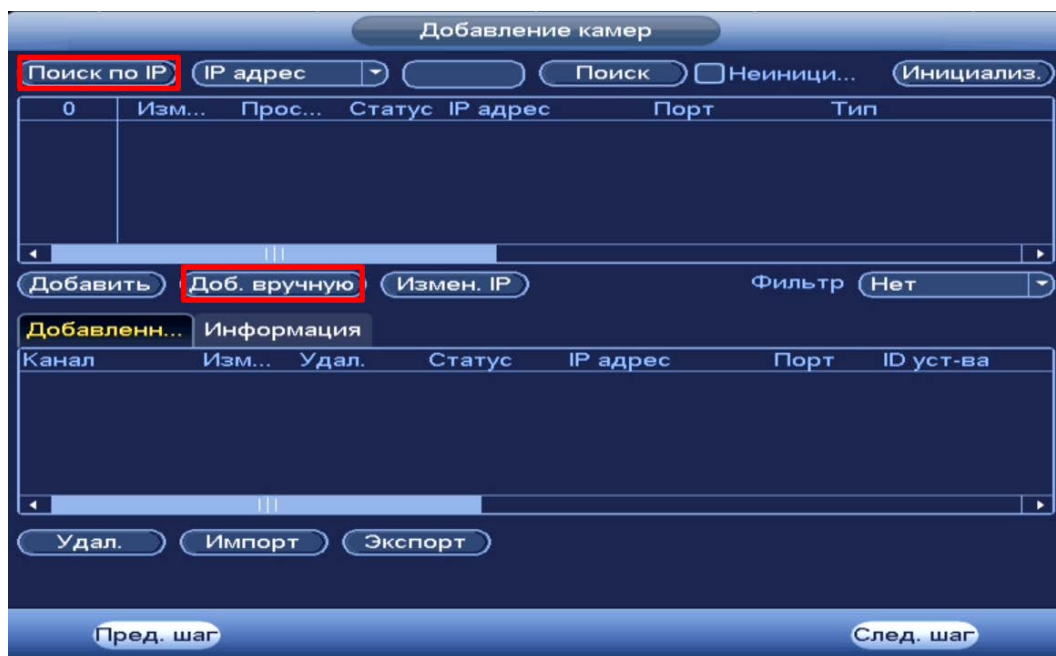 Добавление камер
Поиск по IP IP адрес Поиск Неиници... Инициализ.
0 Изм... Прос... Статус IP адрес Порт Тип
Добавить Доб. вручную Измен. IP Фильтр Нет
Добавленн... Информация
Канал Изм... Удал. Статус IP адрес Порт ID уст-ва
Удал. Импорт Экспорт
Пред. шаг След. шаг